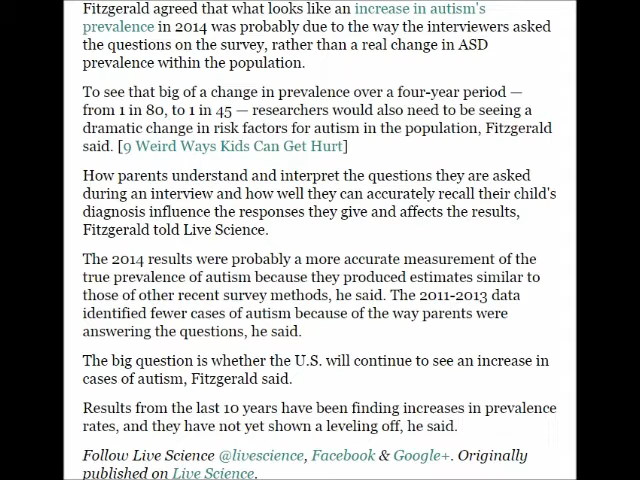 Fitzgerald agreed that what looks like an increase in autism's
prevalence in 2014 was probably due to the way the interviewers asked
the questions on the survey, rather than a real change in ASD
prevalence within the population.
To see that big of a change in prevalence over a four-year period —
from 1 in 80, to 1 in 45 — researchers would also need to be seeing a
dramatic change in risk factors for autism in the population, Fitzgerald
said. [9 Weird Ways Kids Can Get Hurt]
How parents understand and interpret the questions they are asked
during an interview and how well they can accurately recall their child's
diagnosis influence the responses they give and affects the results,
Fitzgerald told Live Science.
The 2014 results were probably a more accurate measurement of the
true prevalence of autism because they produced estimates similar to
those of other recent survey methods, he said. The 2011-2013 data
identified fewer cases of autism because of the way parents were
answering the questions, he said.
The big question is whether the U.S. will continue to see an increase in
cases of autism, Fitzgerald said.
Results from the last 10 years have been finding increases in prevalence
rates, and they have not yet shown a leveling off, he said.
Follow Live Science @livescience, Facebook & Google+. Originally
published on Live Science.